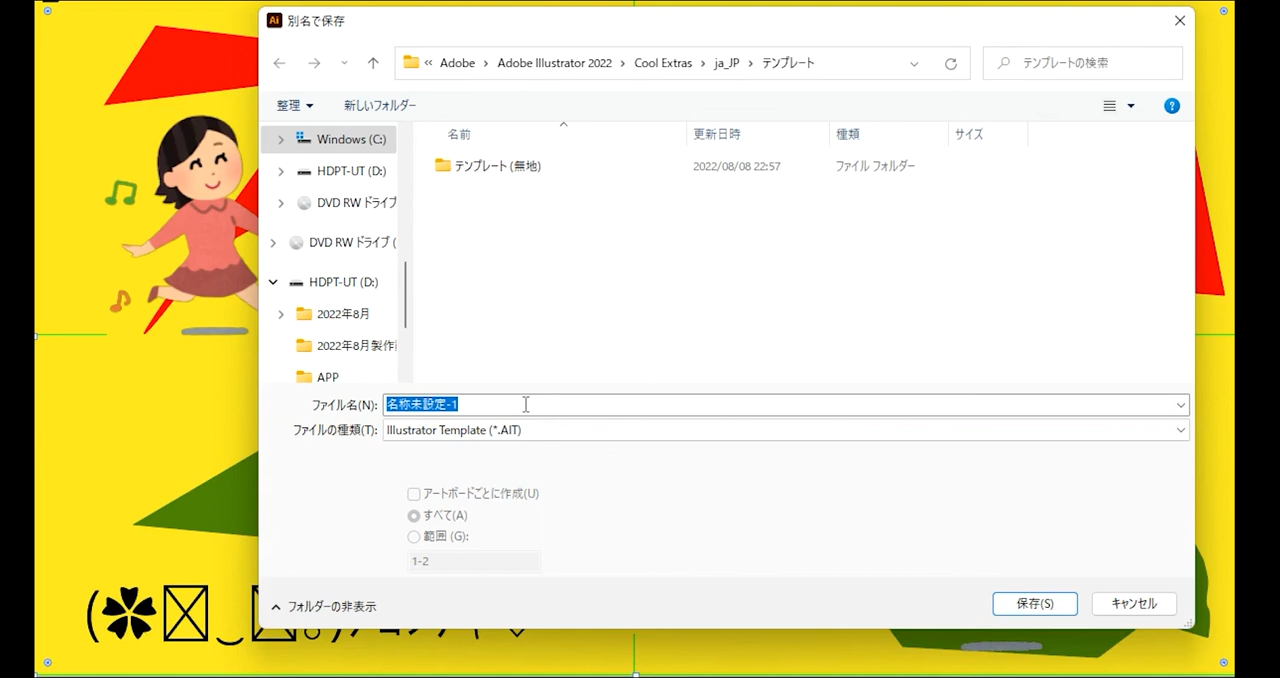 Ai 別名で保存
« Adobe › Adobe Illustrator 2022 › Cool Extras › ja_JP › テンプレート
テンプレートの検索
整理 新しいフォルダー
名前 更新日時 種類 サイズ
Windows (C:)
テンプレート (無地) 2022/08/08 22:57 ファイル フォルダー
HDPT-UT (D:)
DVD RW ドライブ
DVD RW ドライブ (
HDPT-UT (D:)
2022年8月
2022年8月製作
APP
ファイル名(N): 名称未設定-1
ファイルの種類(T): Illustrator Template (*.AIT)
アートボードごとに作成(U)
すべて(A)
範囲 (G):
1-2
フォルダーの非表示
保存(S) キャンセル